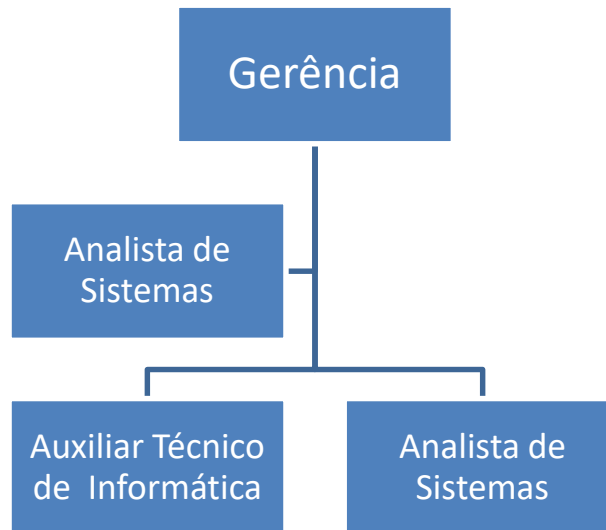 Gerência
Analista de
Sistemas
Auxiliar Técnico
de Informática
Analista de
Sistemas